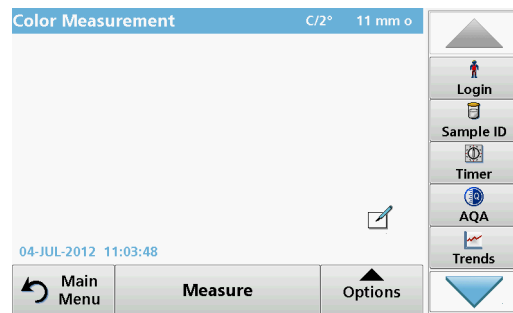 Color Measurement C/2° 11 mm o
Login
Sample ID
Timer
AQA
Trends
04-JUL-2012 11:03:48
Main Menu
Measure
Options